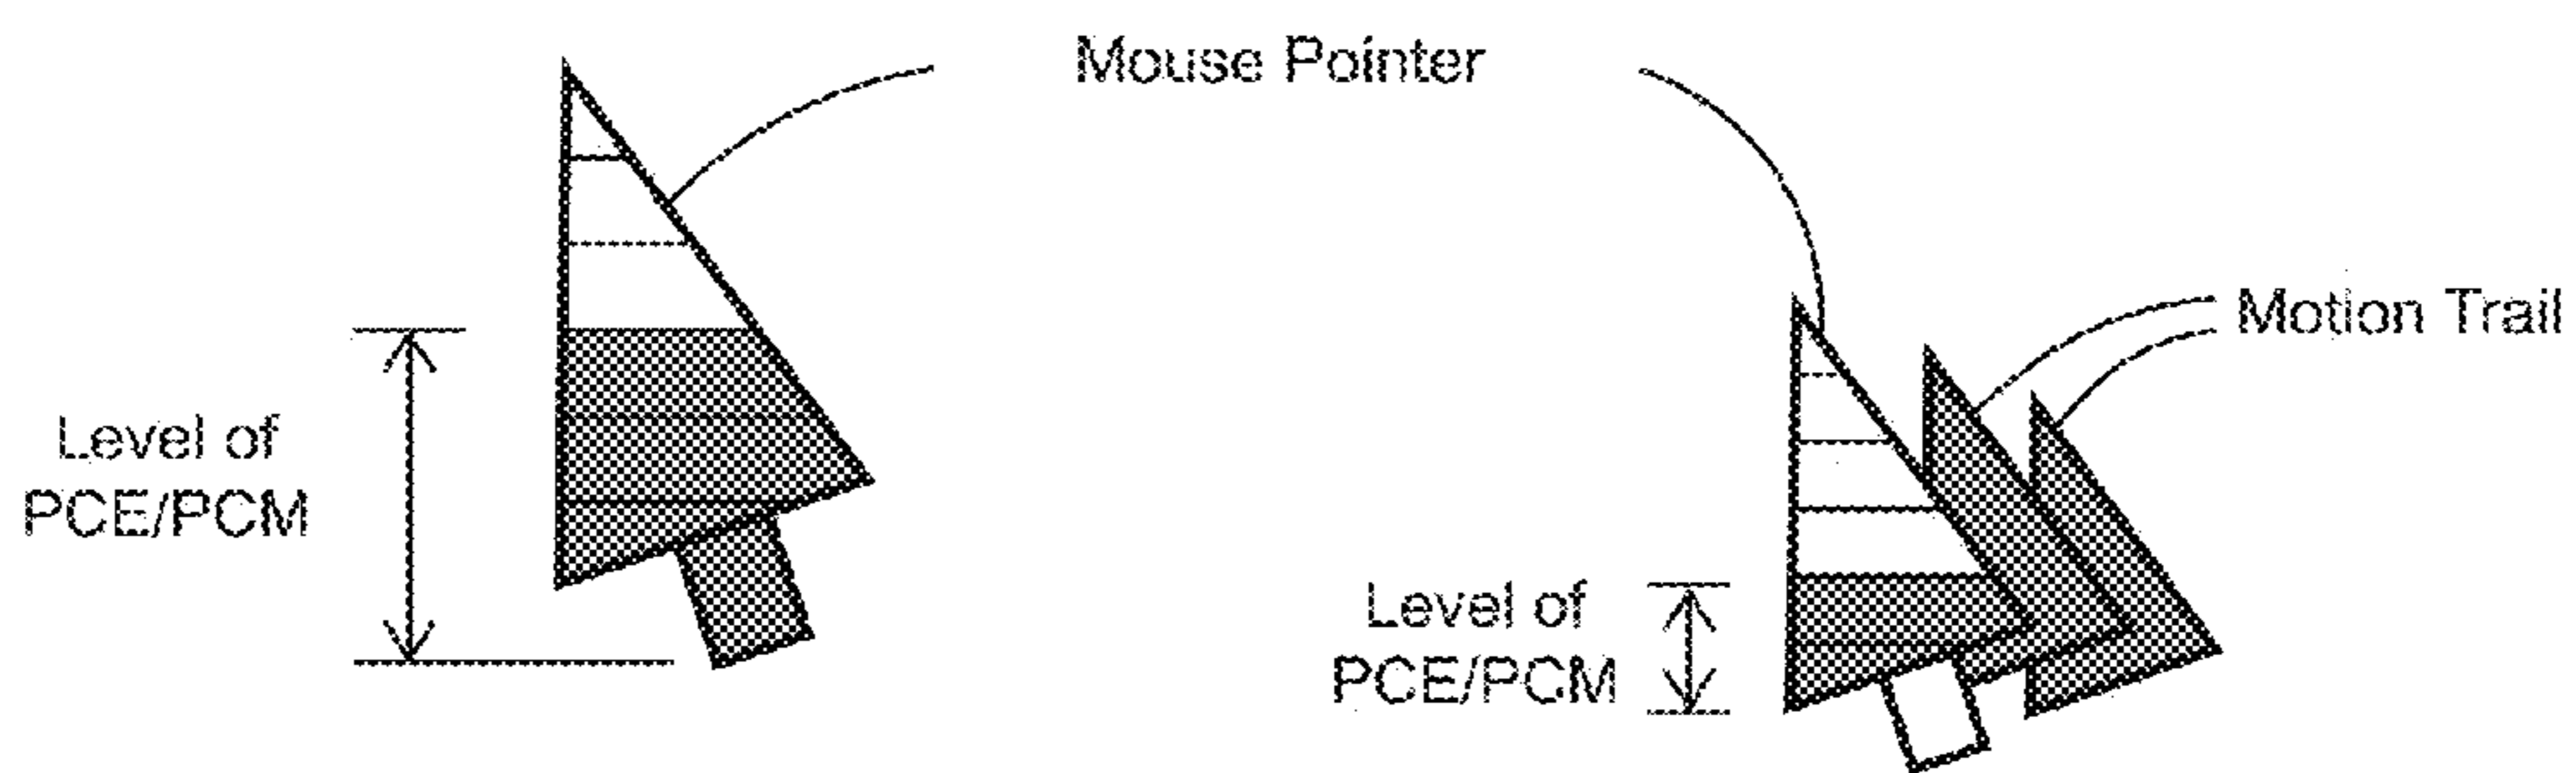 Mouse Pointer
Motion Trail
Level of
PCE/PCM
Level of
PCE/PCM